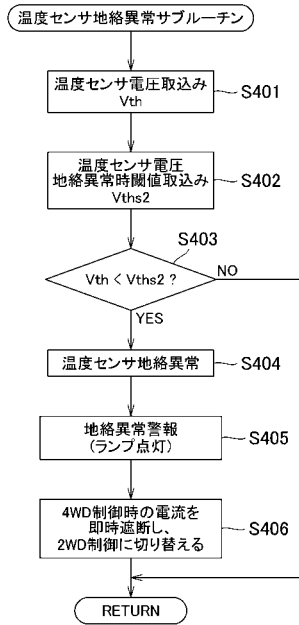 温度センサ地絡異常サブルーチン
温度センサ電圧取込み
Vth
S401
温度センサ電圧
地絡異常時閾値取込み
Vths2
S402
S403
Vth < Vths2 ?
NO
YES
温度センサ地絡異常
S404
地絡異常警報
(ランプ点灯)
S405
4WD制御時の電流を
即時遮断し、
2WD制御に切り替える
S406
RETURN